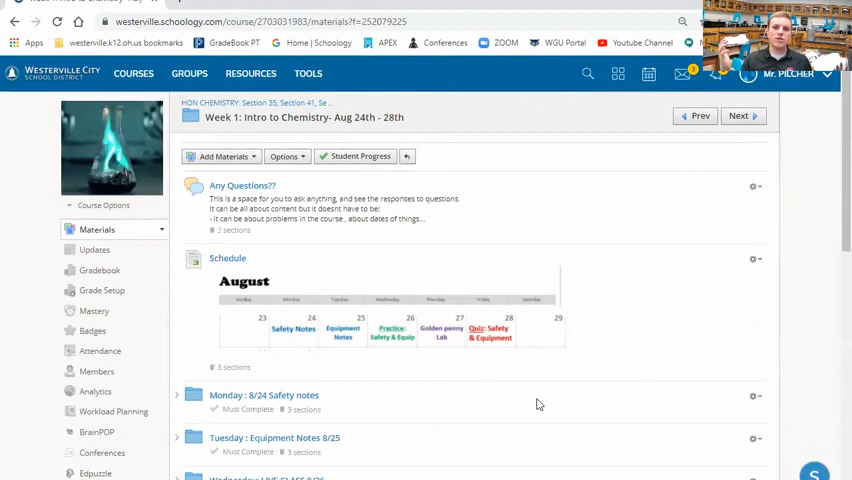 westerville.schoology.com/course/2703031983/materials?f=252079225
Apps
westerville.k12.oh.us bookmarks
GradeBook PT
Home | Schoology
APEX
Conferences
ZOOM
WGU Portal
Youtube Channel
WESTERVILLE CITY
SCHOOL DISTRICT
COURSES
GROUPS
RESOURCES
TOOLS
3
Mr. PILCHER
HON CHEMISTRY: Section 35, Section 41, Se ...
Week 1: Intro to Chemistry- Aug 24th - 28th
Prev
Next
Add Materials
Options
Student Progress
Course Options
Materials
Updates
Gradebook
Grade Setup
Mastery
Badges
Attendance
Members
Analytics
Workload Planning
BrainPOP
Conferences
Edpuzzle
Any Questions??
This is a space for you to ask anything, and see the responses to questions.
It can be all about content but it doesnt have to be!
- It can be about problems in the course , about dates of things...
3 sections
Schedule
August
Sunday Monday Tuesday Wednesday Thursday Friday Saturday
23 24 25 26 27 28 29
Safety Notes
Equipment Notes
Practice: Safety & Equip
Golden penny Lab
Quiz: Safety & Equipment
3 sections
Monday : 8/24 Safety notes
Must Complete · 3 sections
Tuesday : Equipment Notes 8/25
Must Complete · 3 sections
S